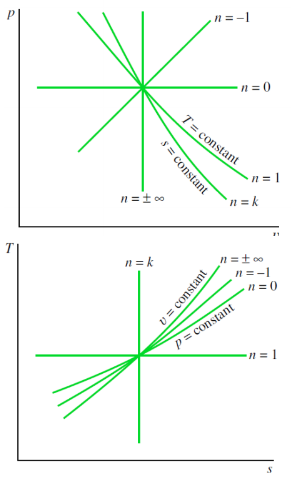 p
n = −1
n = 0
T = constant
s = constant
n = 1
n = ± ∞
n = k
T
n = k
n = ± ∞
n = −1
n = 0
v = constant
p = constant
n = 1
s